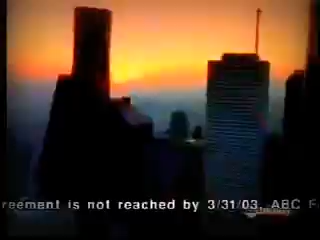 reement is not reached by 3/31/03, ABC F